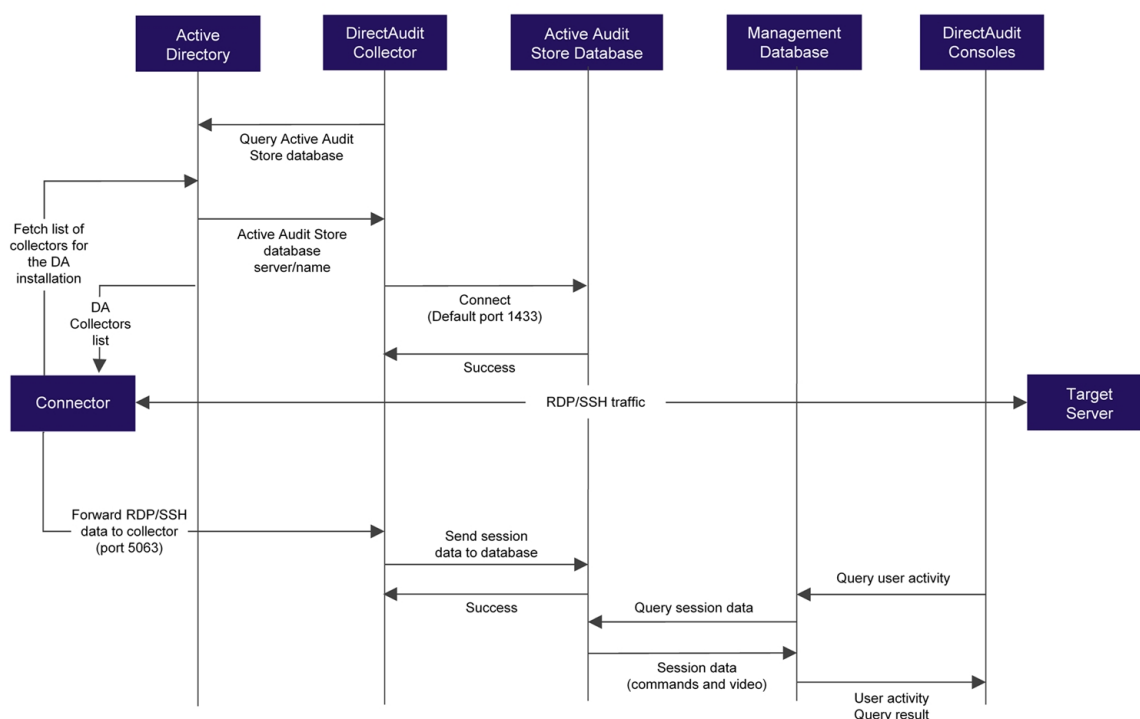 Active
Directory
DirectAudit
Collector
Active Audit
Store Database
Management
Database
DirectAudit
Consoles
Query Active Audit
Store database
Fetch list of
collectors for
the DA
installation
Active Audit Store
database
server/name
DA
Collectors
list
Connect
(Default port 1433)
Success
Connector
RDP/SSH traffic
Target
Server
Forward RDP/SSH
data to collector
(port 5063)
Send session
data to database
Query user activity
Success
Query session data
Session data
(commands and video)
User activity
Query result